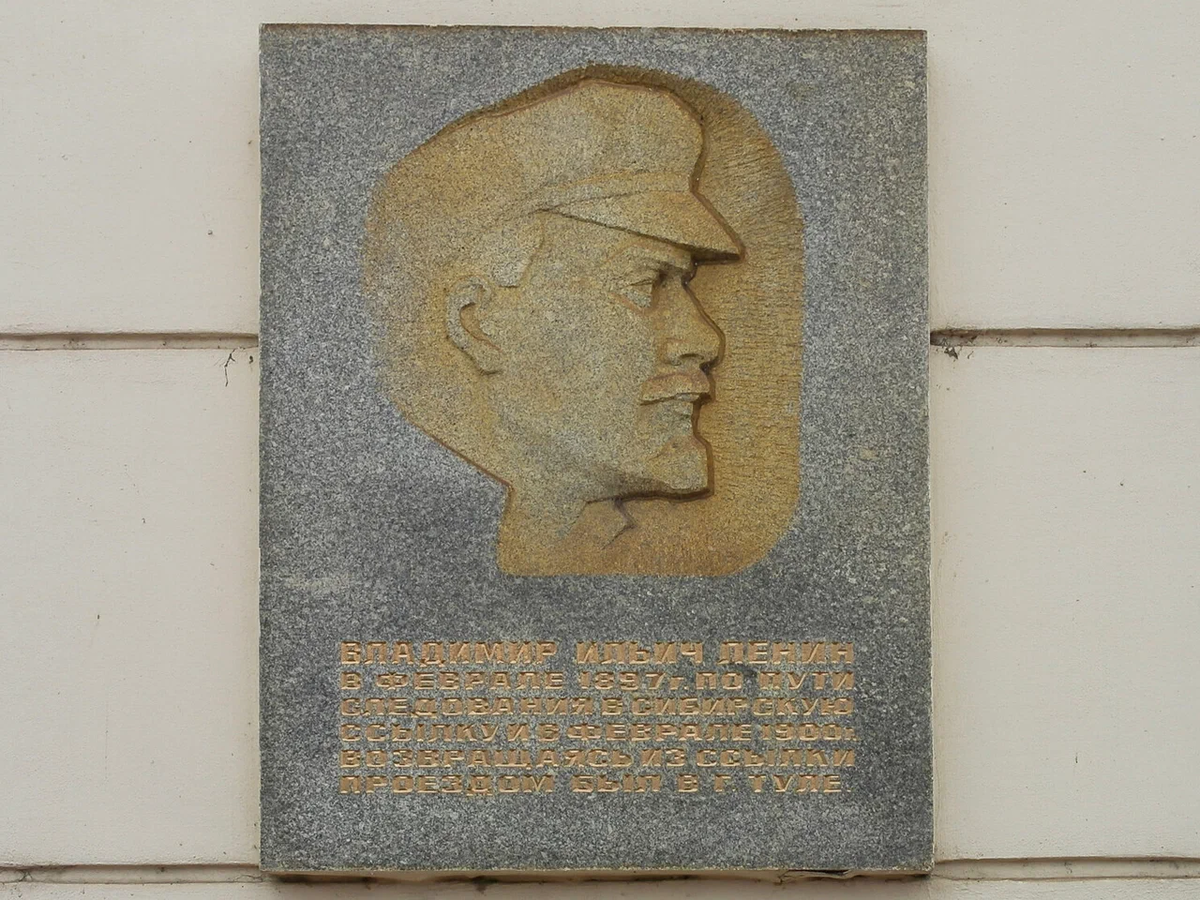 ВЛАДИМИР ИЛЬИЧ ЛЕНИН
В ФЕВРАЛЕ 1897г. ПО ПУТИ
СЛЕДОВАНИЯ В СИБИРСКУЮ
ССЫЛКУ И В ФЕВРАЛЕ 1900г.
ВОЗВРАЩАЯСЬ ИЗ ССЫЛКИ
ПРОЕЗДОМ БЫЛ В Г. ТУЛЕ.